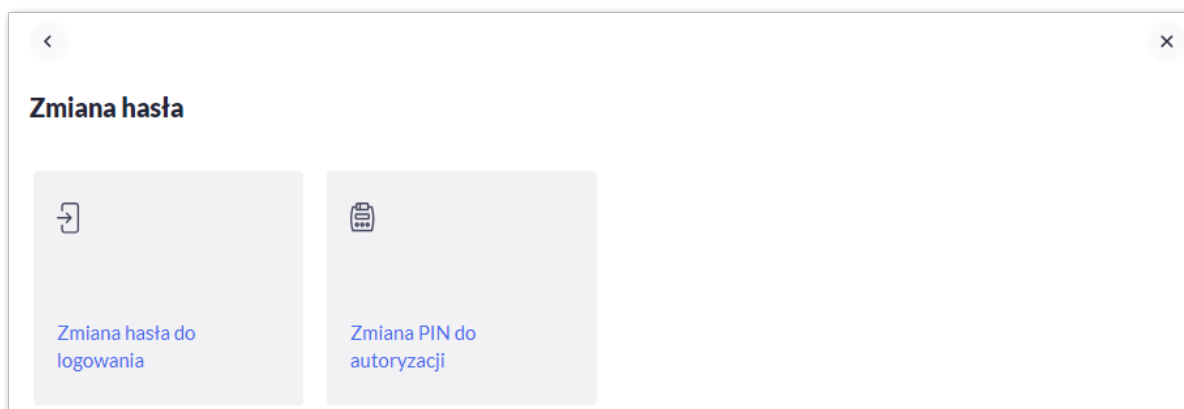 Zmiana hasła
Zmiana hasła do
logowania
Zmiana PIN do
autoryzacji